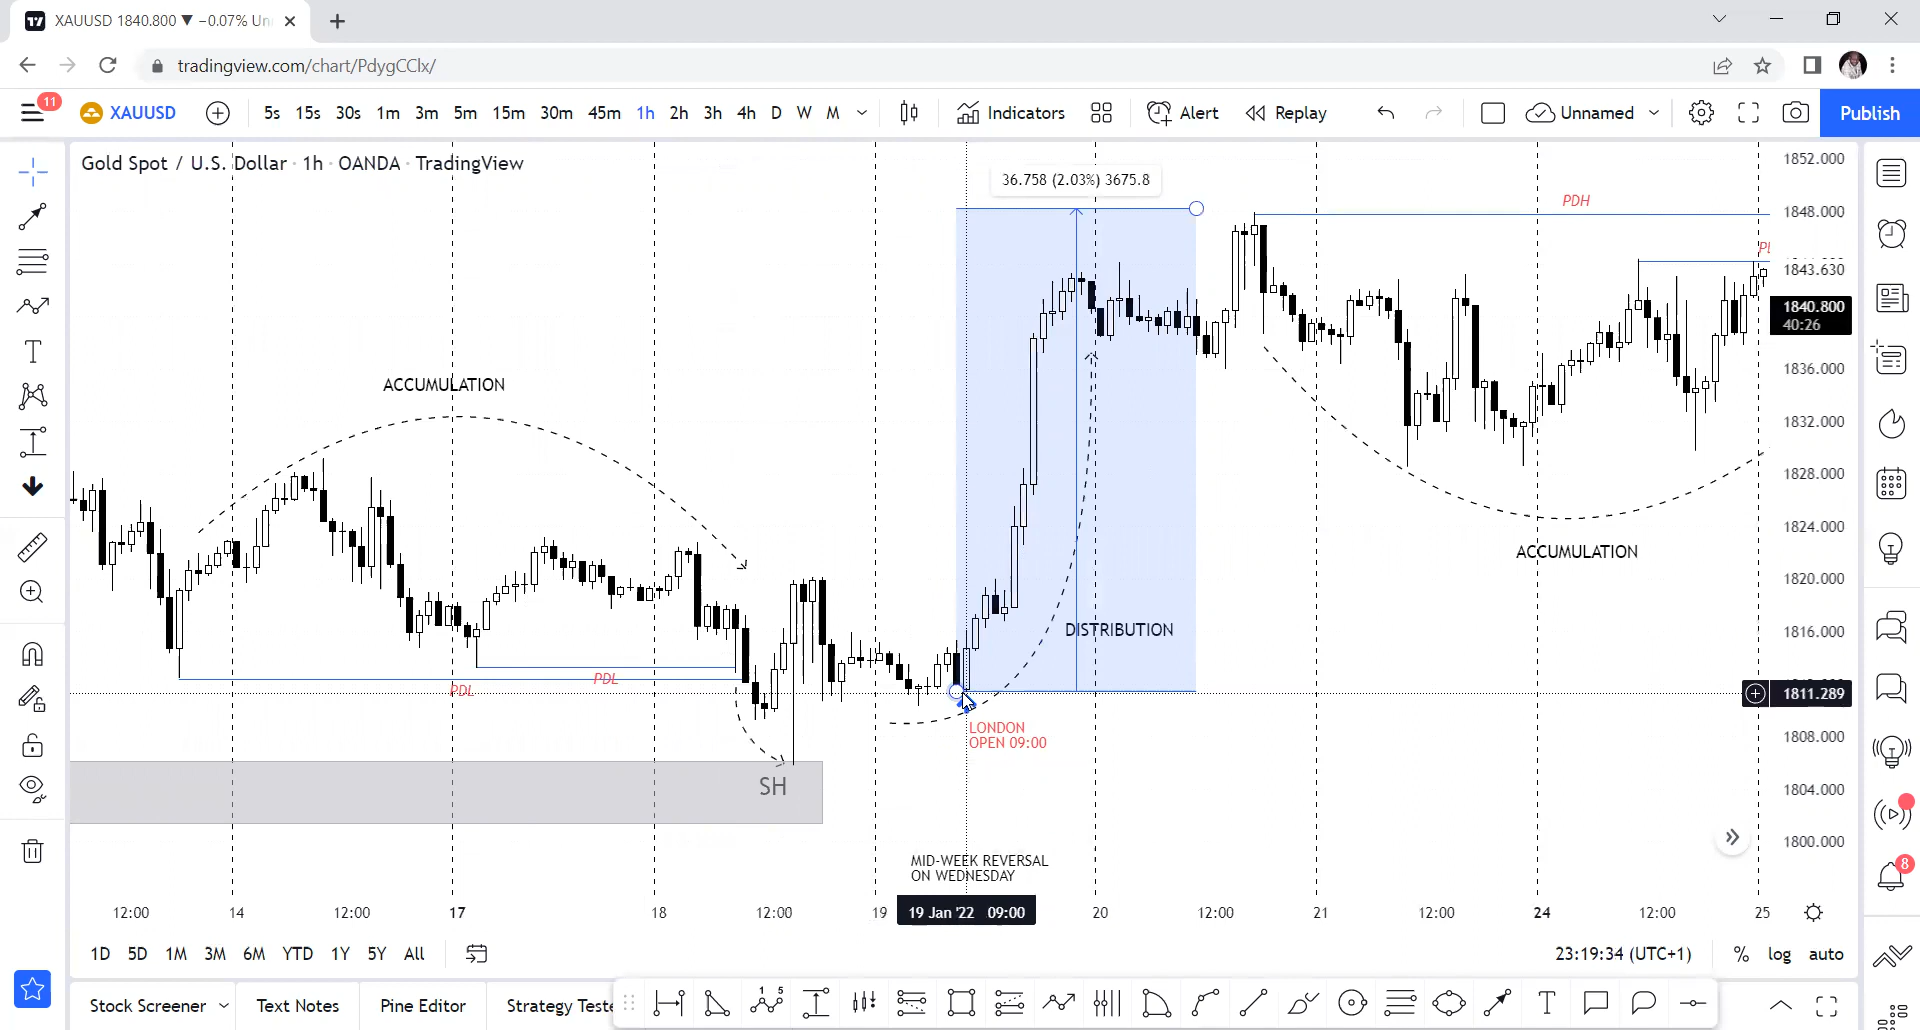 XAUUSD 1840.800 ▼ −0.07% Un
tradingview.com/chart/PdygCClx/
11
XAUUSD
5s 15s 30s 1m 3m 5m 15m 30m 45m 1h 2h 3h 4h D W M
Indicators
Alert
Replay
Unnamed
Publish
Gold Spot / U.S. Dollar · 1h · OANDA · TradingView
36.758 (2.03%) 3675.8
PDH
ACCUMULATION
DISTRIBUTION
ACCUMULATION
PDL
PDL
LONDON
OPEN 09:00
SH
MID-WEEK REVERSAL
ON WEDNESDAY
1852.000
1848.000
1843.630
1840.800
40:26
1836.000
1832.000
1828.000
1824.000
1820.000
1816.000
1811.289
1808.000
1804.000
1800.000
12:00 14 12:00 17 18 12:00 19 19 Jan '22 09:00 20 12:00 21 12:00 24 12:00 25
1D 5D 1M 3M 6M YTD 1Y 5Y All
23:19:34 (UTC+1)
% log auto
8
Stock Screener
Text Notes
Pine Editor
Strategy Teste